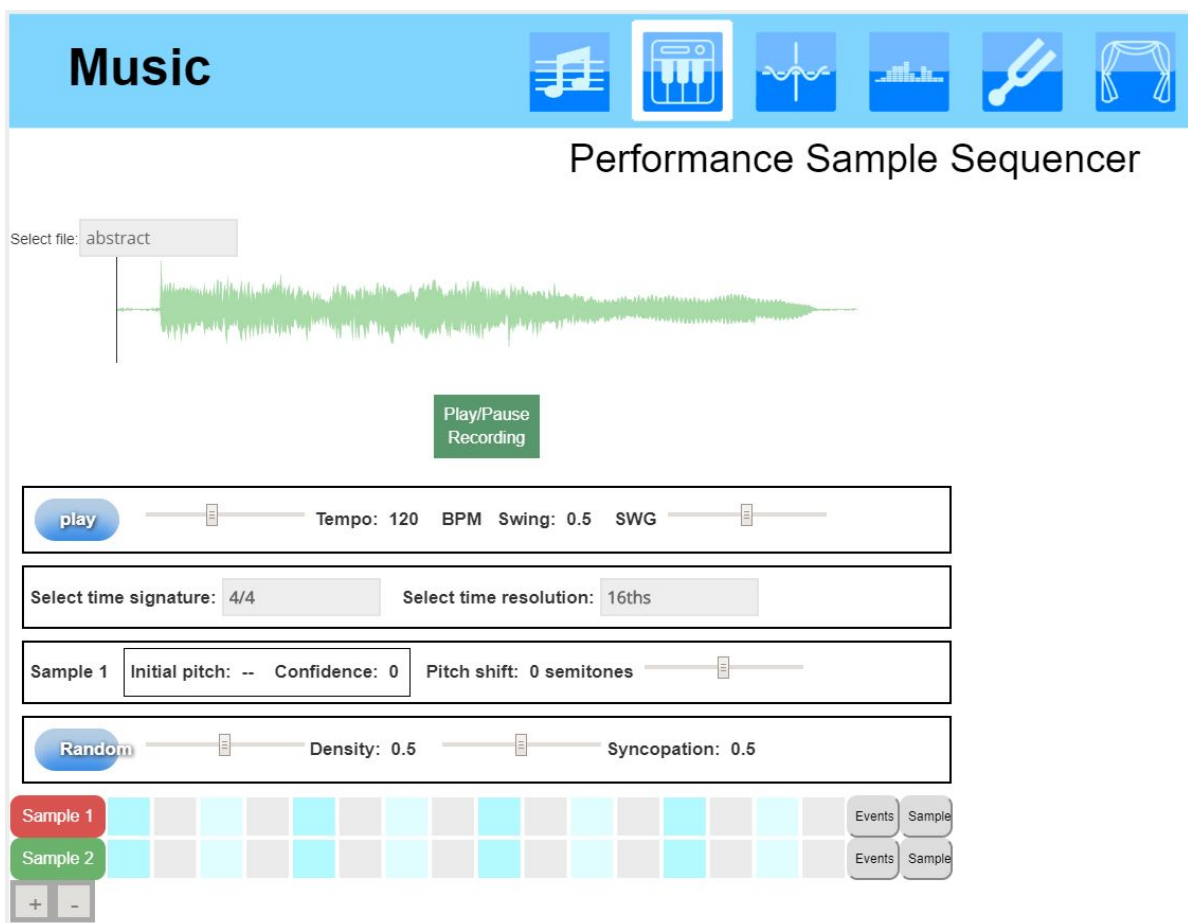 Music
Performance Sample Sequencer
Select file: abstract
Play/Pause
Recording
play Tempo: 120 BPM Swing: 0.5 SWG
Select time signature: 4/4 Select time resolution: 16ths
Sample 1 Initial pitch: -- Confidence: 0 Pitch shift: 0 semitones
Random Density: 0.5 Syncopation: 0.5
Sample 1 Events Sample
Sample 2 Events Sample
+ -